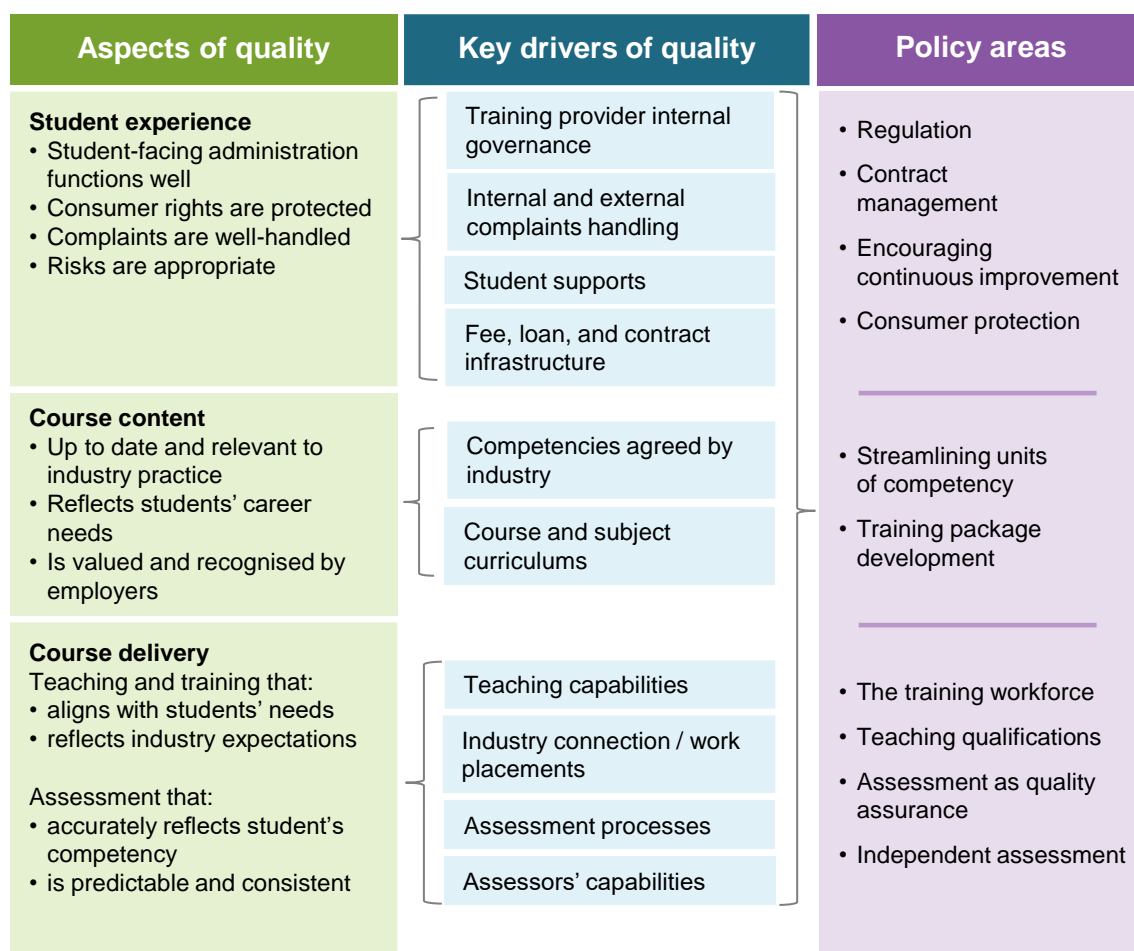 Aspects of quality
Key drivers of quality
Policy areas
Student experience
• Student-facing administration
functions well
• Consumer rights are protected
• Complaints are well-handled
• Risks are appropriate
Training provider internal
governance
Internal and external
complaints handling
Student supports
Fee, loan, and contract
infrastructure
• Regulation
• Contract
management
• Encouraging
continuous improvement
• Consumer protection
Course content
• Up to date and relevant to
industry practice
• Reflects students’ career
needs
• Is valued and recognised by
employers
Competencies agreed by
industry
Course and subject
curriculums
• Streamlining units
of competency
• Training package
development
Course delivery
Teaching and training that:
• aligns with students’ needs
• reflects industry expectations
Assessment that:
• accurately reflects student’s
competency
• is predictable and consistent
Teaching capabilities
Industry connection / work
placements
Assessment processes
Assessors’ capabilities
• The training workforce
• Teaching qualifications
• Assessment as quality
assurance
• Independent assessment